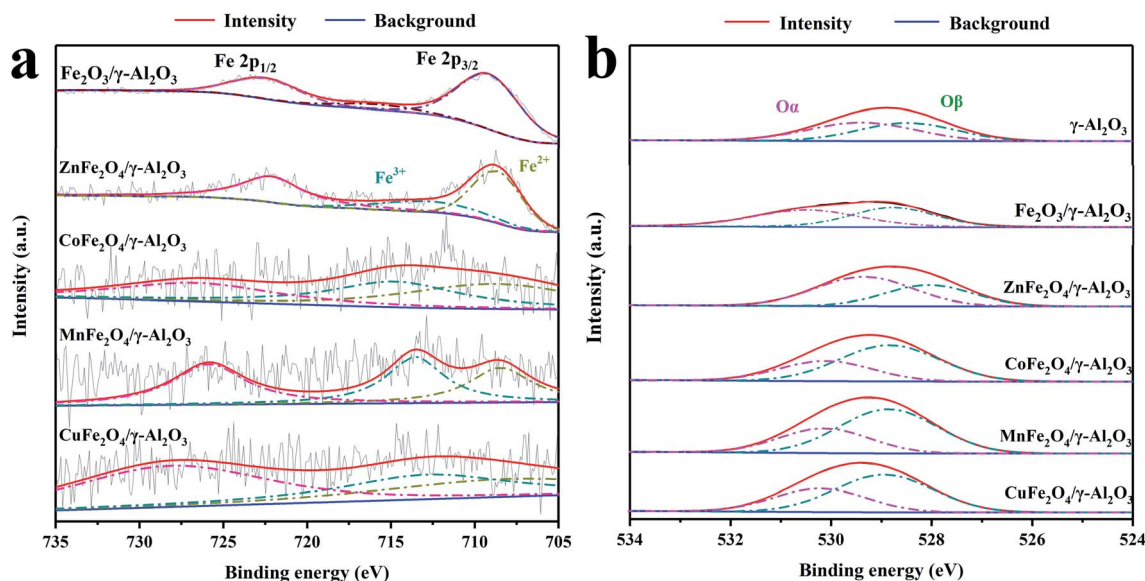 Intensity Background
a
Fe 2p₁/₂ Fe 2p₃/₂
Fe₂O₃/γ-Al₂O₃
ZnFe₂O₄/γ-Al₂O₃
Fe³⁺ Fe²⁺
CoFe₂O₄/γ-Al₂O₃
MnFe₂O₄/γ-Al₂O₃
CuFe₂O₄/γ-Al₂O₃
Intensity (a.u.)
735 730 725 720 715 710 705
Binding energy (eV)
Intensity Background
b
Oα Oβ
γ-Al₂O₃
Fe₂O₃/γ-Al₂O₃
ZnFe₂O₄/γ-Al₂O₃
CoFe₂O₄/γ-Al₂O₃
MnFe₂O₄/γ-Al₂O₃
CuFe₂O₄/γ-Al₂O₃
Intensity (a.u.)
534 532 530 528 526 524
Binding energy (eV)